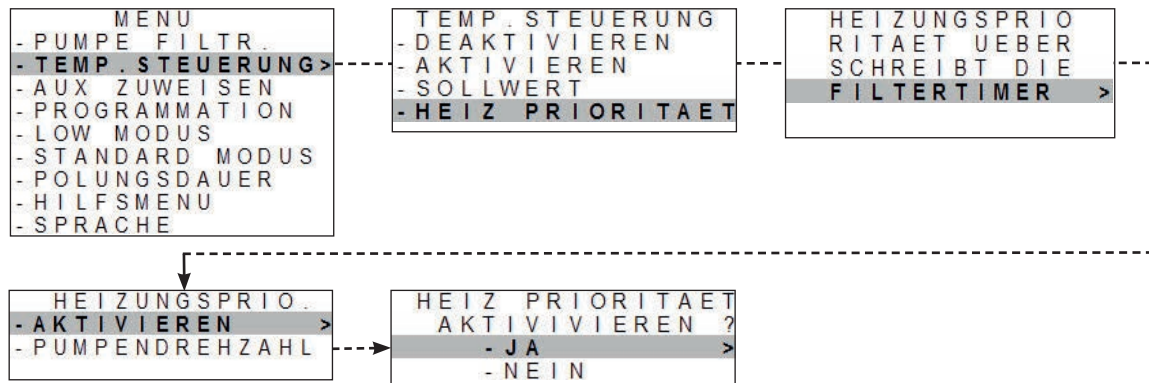 MENU
- PUMPE FILTR.
- TEMP.STEUERUNG>
- AUX ZUWEISEN
- PROGRAMMATION
- LOW MODUS
- STANDARD MODUS
- POLUNGSDAUER
- HILFSMENU
- SPRACHE
TEMP.STEUERUNG
- DEAKTIVIEREN
- AKTIVIEREN
- SOLLWERT
- HEIZ PRIORITAET
HEIZUNGSPRIO
RITAET UEBER
SCHREIBT DIE
FILTERTIMER >
HEIZUNGSPRIO.
- AKTIVIEREN >
- PUMPENDREHZAHL
HEIZ PRIORITAET
AKTIVIVIEREN ?
- JA >
- NEIN